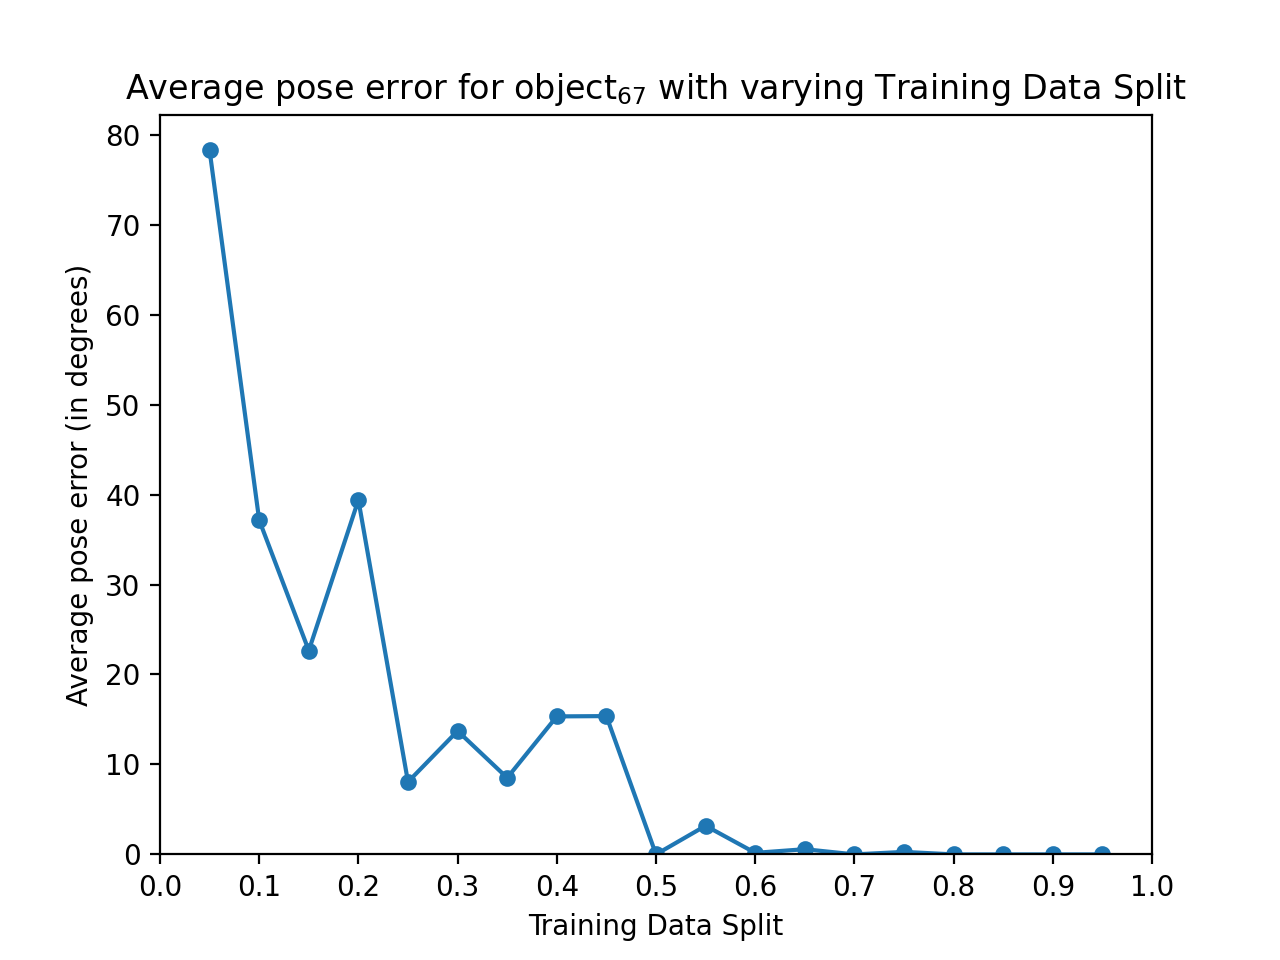 Average pose error for object₆₇ with varying Training Data Split
80
70
60
50
40
30
20
10
0
Average pose error (in degrees)
0.0 0.1 0.2 0.3 0.4 0.5 0.6 0.7 0.8 0.9 1.0
Training Data Split